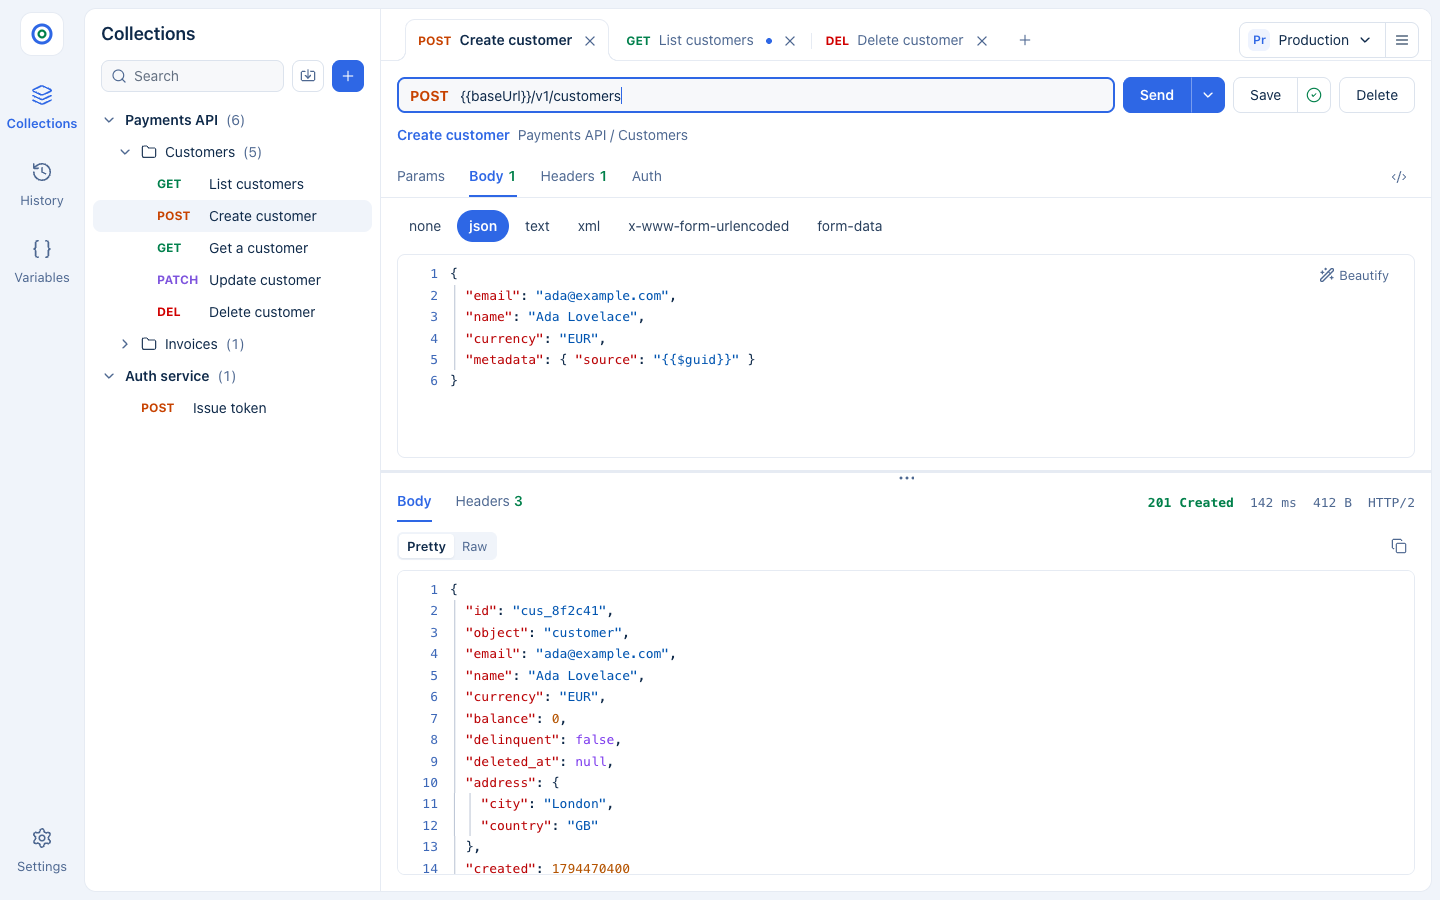 Collections
History
Variables
Settings
Collections
Search
Payments API (6)
Customers (5)
GET List customers
POST Create customer
GET Get a customer
PATCH Update customer
DEL Delete customer
Invoices (1)
Auth service (1)
POST Issue token
POST Create customer GET List customers DEL Delete customer
Pr Production
POST {{baseUrl}}/v1/customers
Send Save Delete
Create customer Payments API / Customers
Params Body 1 Headers 1 Auth </>
none json text xml x-www-form-urlencoded form-data
Beautify
1 {
2 "email": "ada@example.com",
3 "name": "Ada Lovelace",
4 "currency": "EUR",
5 "metadata": { "source": "{{$guid}}" }
6 }
Body Headers 3 201 Created 142 ms 412 B HTTP/2
Pretty Raw
1 {
2 "id": "cus_8f2c41",
3 "object": "customer",
4 "email": "ada@example.com",
5 "name": "Ada Lovelace",
6 "currency": "EUR",
7 "balance": 0,
8 "delinquent": false,
9 "deleted_at": null,
10 "address": {
11 "city": "London",
12 "country": "GB"
13 },
14 "created": 1794470400